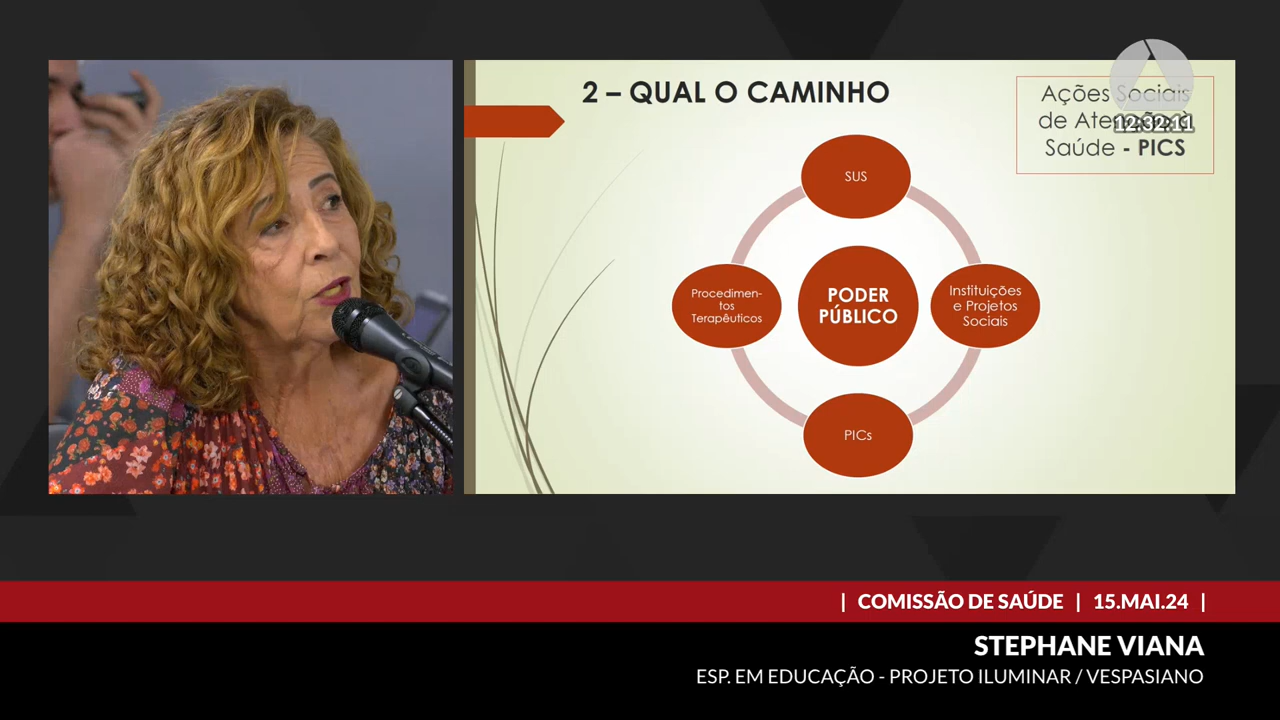 2 – QUAL O CAMINHO
Ações Sociais
de Atenção à
Saúde - PICS
12:32:11
SUS
Procedimen-
tos
Terapêuticos
PODER
PÚBLICO
Instituições
e Projetos
Sociais
PICs
| COMISSÃO DE SAÚDE | 15.MAI.24 |
STEPHANE VIANA
ESP. EM EDUCAÇÃO - PROJETO ILUMINAR / VESPASIANO